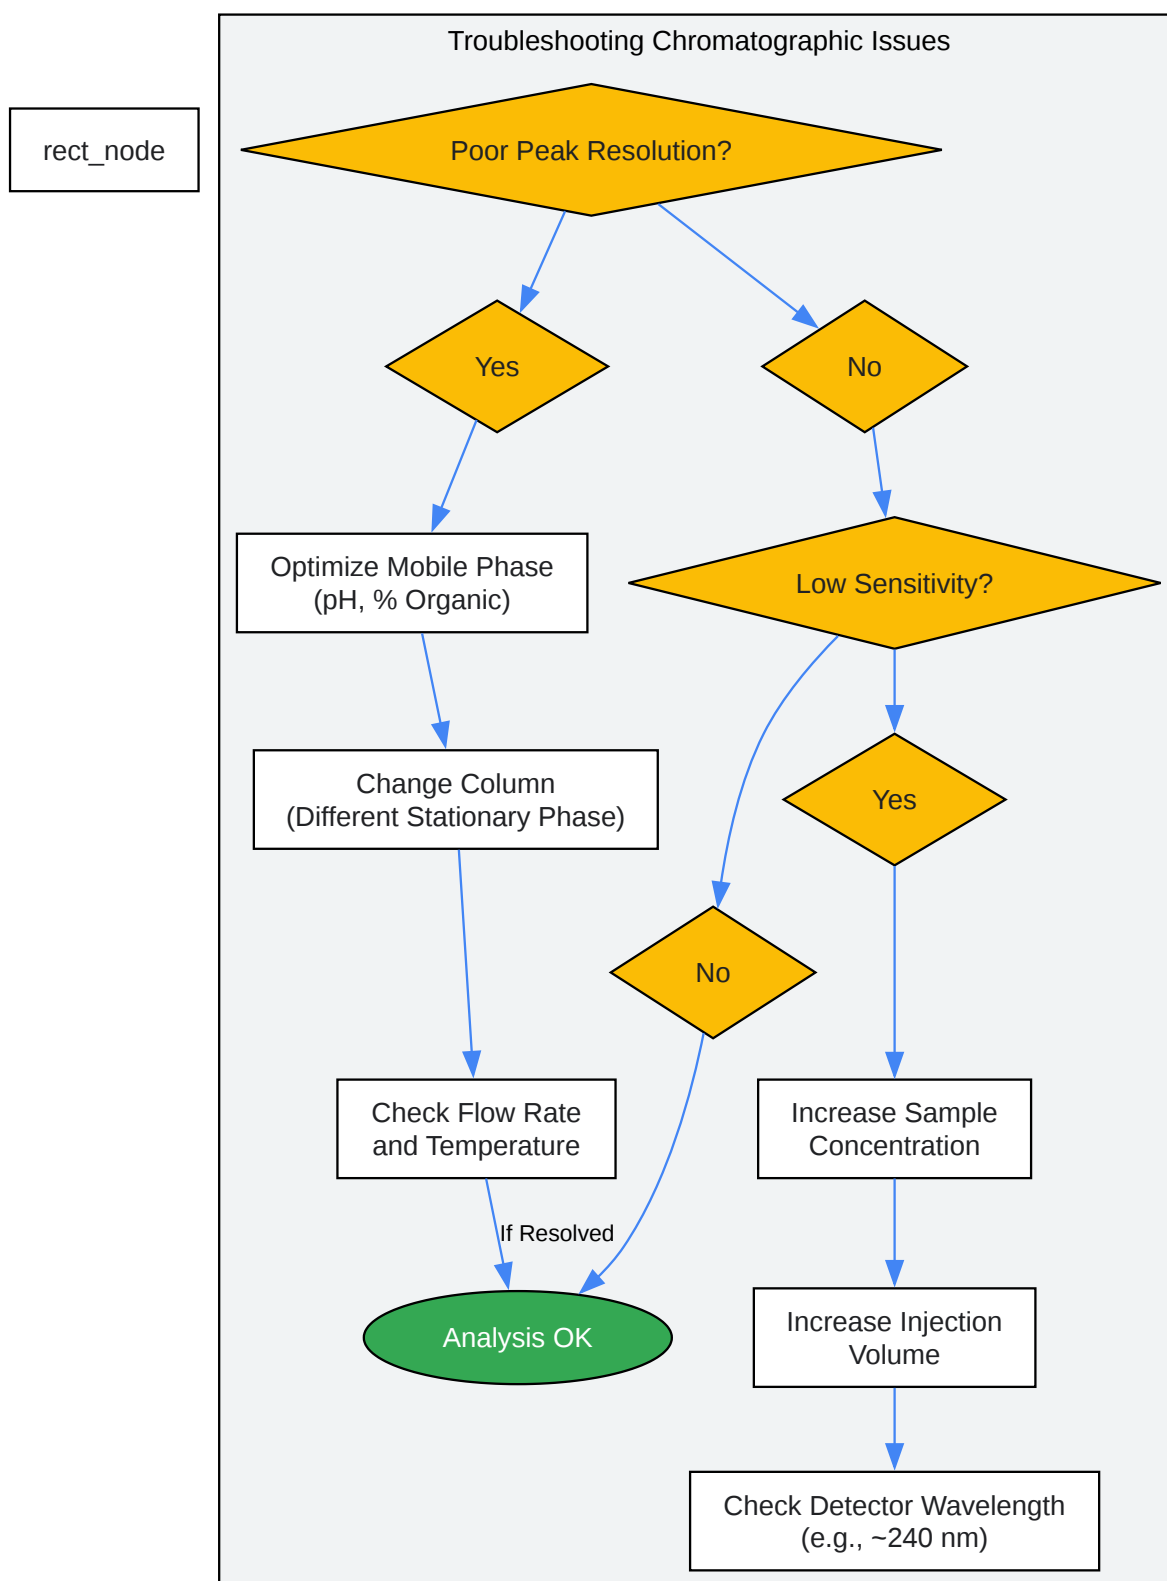 Troubleshooting Chromatographic Issues
rect_node
Poor Peak Resolution?
Yes
No
Optimize Mobile Phase
(pH, % Organic)
Low Sensitivity?
Change Column
(Different Stationary Phase)
Yes
No
Check Flow Rate
and Temperature
Increase Sample
Concentration
If Resolved
Analysis OK
Increase Injection
Volume
Check Detector Wavelength
(e.g., ~240 nm)